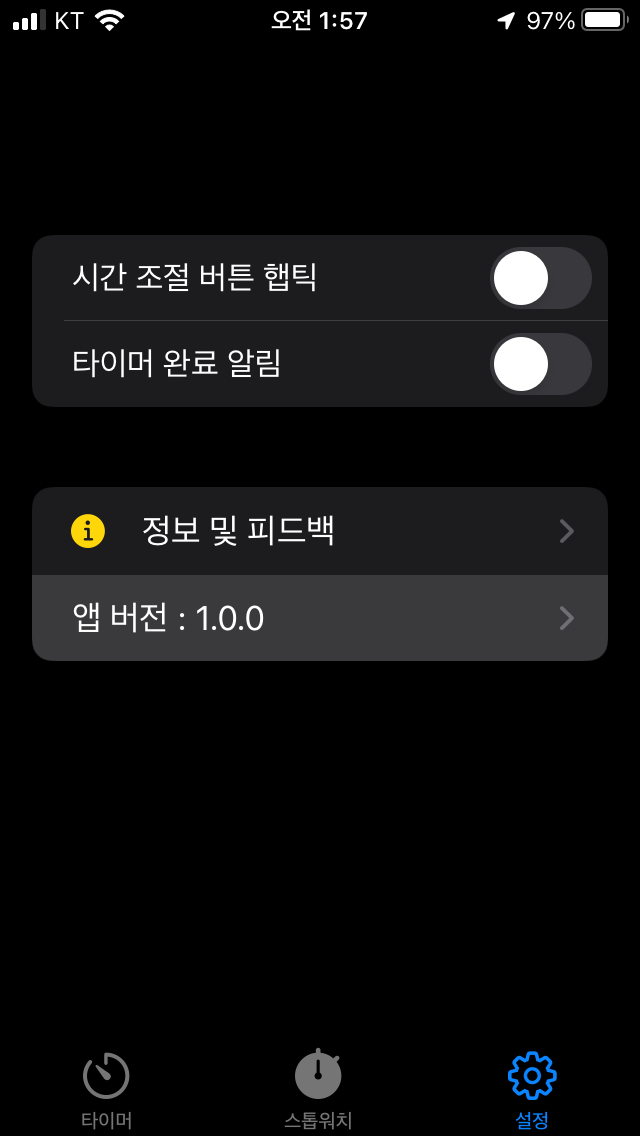 KT 오전 1:57 97%
시간 조절 버튼 햅틱
타이머 완료 알림
정보 및 피드백
앱 버전 : 1.0.0
타이머 스톱워치 설정